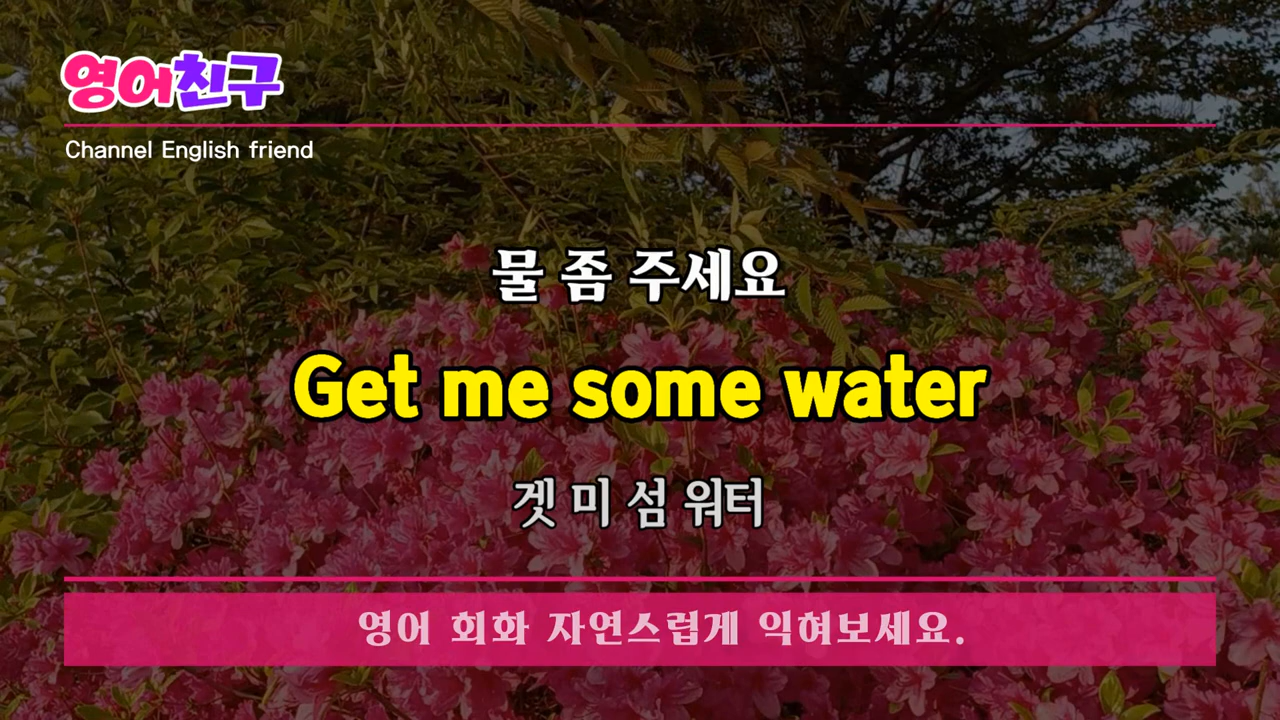 영어친구
Channel English friend
물 좀 주세요
Get me some water
겟 미 섬 워터
영어 회화 자연스럽게 익혀보세요.